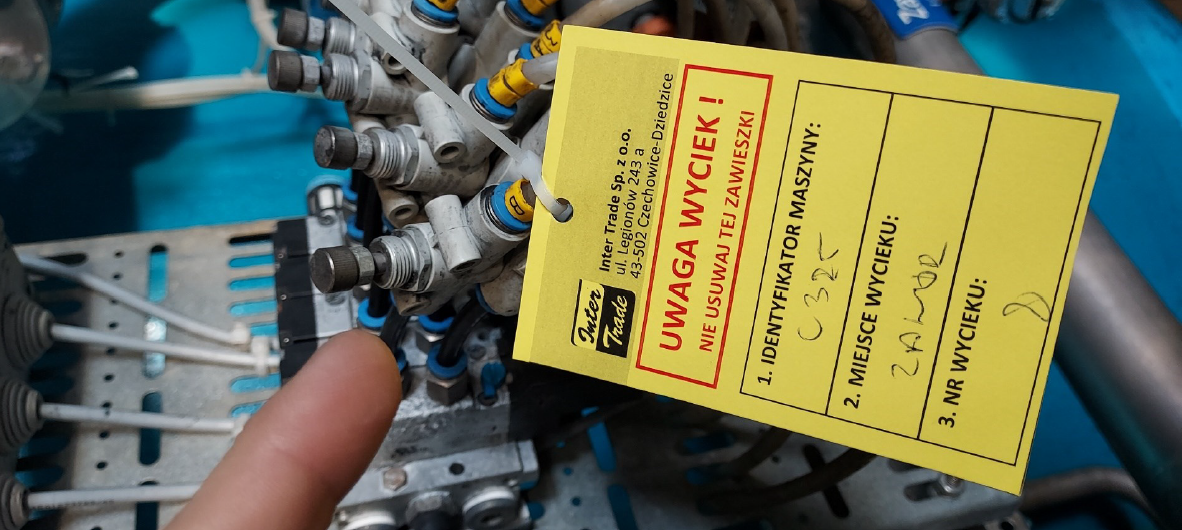 Inter
Trade
Inter Trade Sp. z o.o.
ul. Legionów 243 a
43-502 Czechowice-Dziedzice
UWAGA WYCIEK !
NIE USUWAJ TEJ ZAWIESZKI
1. IDENTYFIKATOR MASZYNY:
C325
2. MIEJSCE WYCIEKU:
ZAWÓR
3. NR WYCIEKU:
B